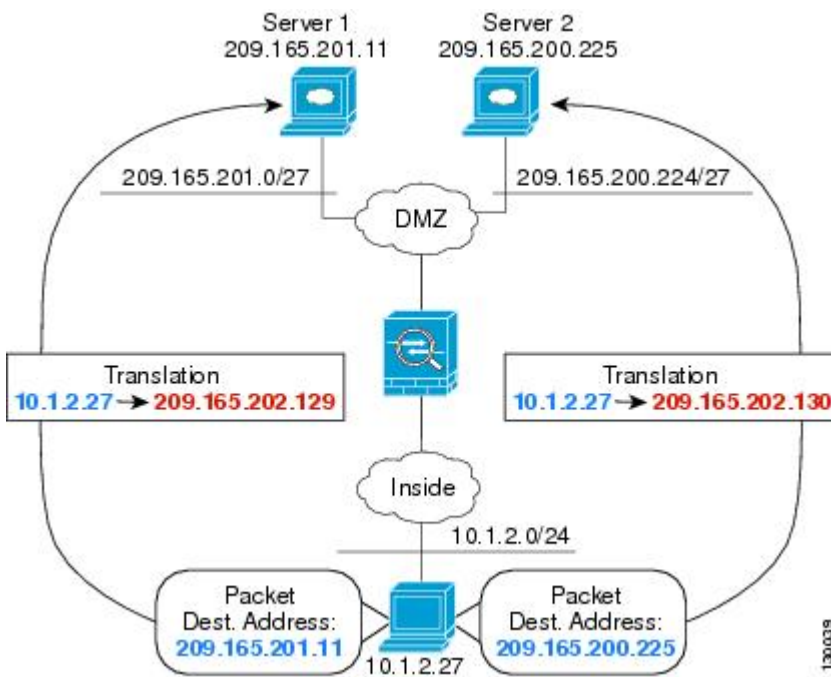 Server 1
209.165.201.11
Server 2
209.165.200.225
209.165.201.0/27
209.165.200.224/27
DMZ
Translation
10.1.2.27 209.165.202.129
Translation
10.1.2.27 209.165.202.130
Inside
10.1.2.0/24
Packet
Dest. Address:
209.165.201.11
Packet
Dest. Address:
209.165.200.225
10.1.2.27
130039